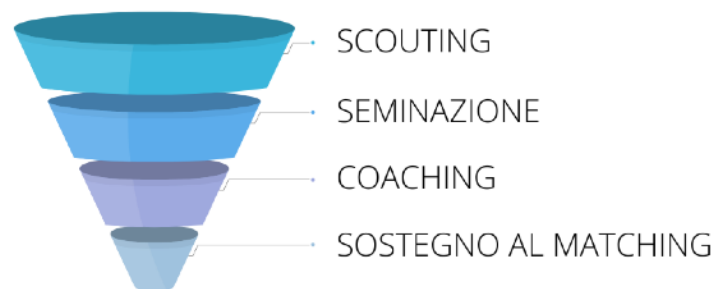 SCOUTING
SEMINAZIONE
COACHING
SOSTEGNO AL MATCHING